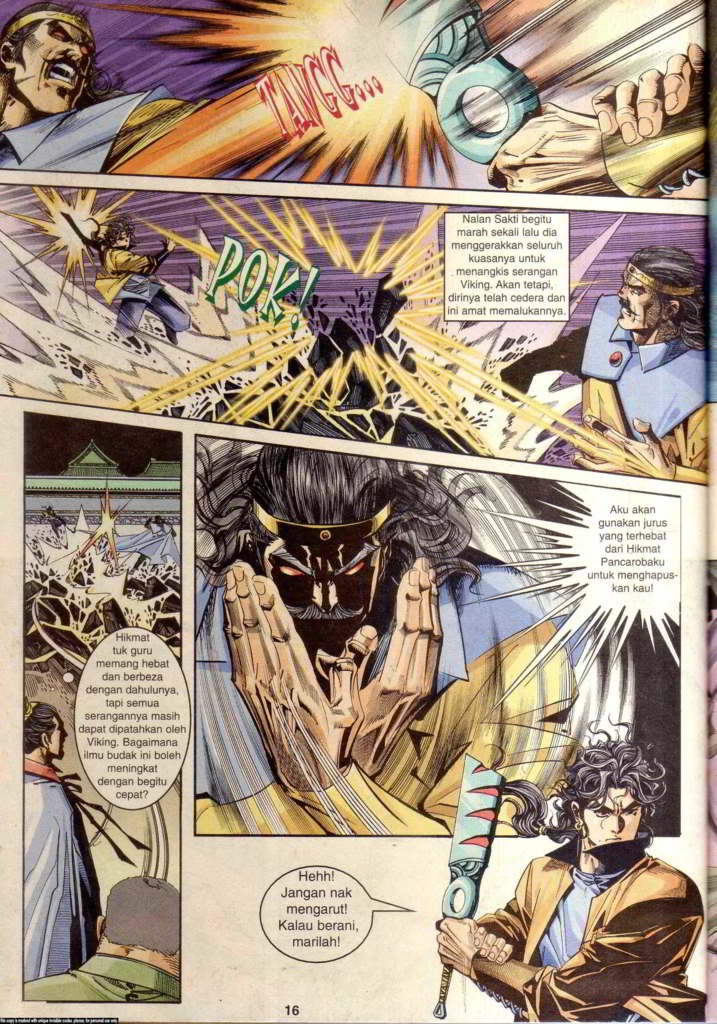 TANGG...
POK!
Nalan Sakti begitu
marah sekali lalu dia
menggerakkan seluruh
kuasanya untuk
menangkis serangan
Viking. Akan tetapi,
dirinya telah cedera dan
ini amat memalukannya.
Hikmat
tuk guru
memang hebat
dan berbeza
dengan dahulunya,
tapi semua
serangannya masih
dapat dipatahkan oleh
Viking. Bagaimana
ilmu budak ini boleh
meningkat
dengan begitu
cepat?
Aku akan
gunakan jurus
yang terhebat
dari Hikmat
Pancarobaku
untuk menghapus-
kan kau!
Hehh!
Jangan nak
mengarut!
Kalau berani,
marilah!
16